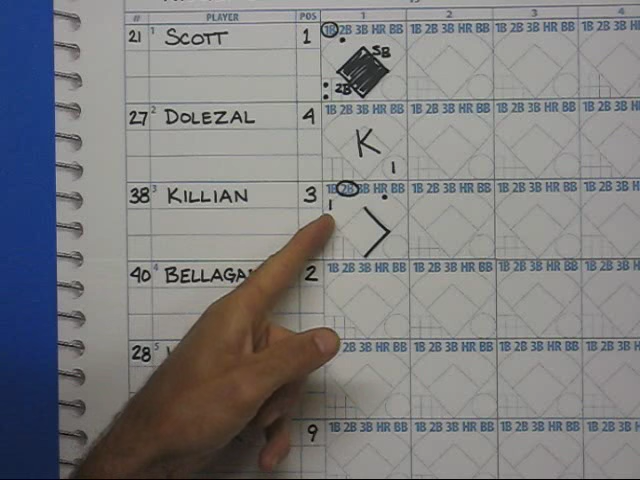 # PLAYER POS 1 2 3 4
21 1 SCOTT 1 1B 2B 3B HR BB 1B 2B 3B HR BB 1B 2B 3B HR BB 1B 2B 3B HR
SB
2B
27 2 DOLEZAL 4 1B 2B 3B HR BB 1B 2B 3B HR BB 1B 2B 3B HR BB 1B 2B 3B HR
K
1
38 3 KILLIAN 3 1B 2B 3B HR BB 1B 2B 3B HR BB 1B 2B 3B HR BB 1B 2B 3B HR
1
40 4 2 1B 2B 3B HR BB 1B 2B 3B HR BB 1B 2B 3B HR BB 1B 2B 3B HR
28 5 2B 3B HR BB 1B 2B 3B HR BB 1B 2B 3B HR BB 1B 2B 3B HR
9 1B 2B 3B HR BB 1B 2B 3B HR BB 1B 2B 3B HR BB 1B 2B 3B HR